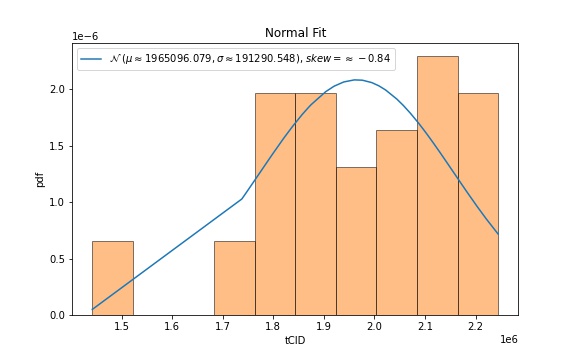 Normal Fit
1e−6
𝒩(μ ≈ 1965096.079, σ ≈ 191290.548), skew = ≈ −0.84
2.0
1.5
1.0
0.5
0.0
pdf
1.5 1.6 1.7 1.8 1.9 2.0 2.1 2.2
tCID
1e6